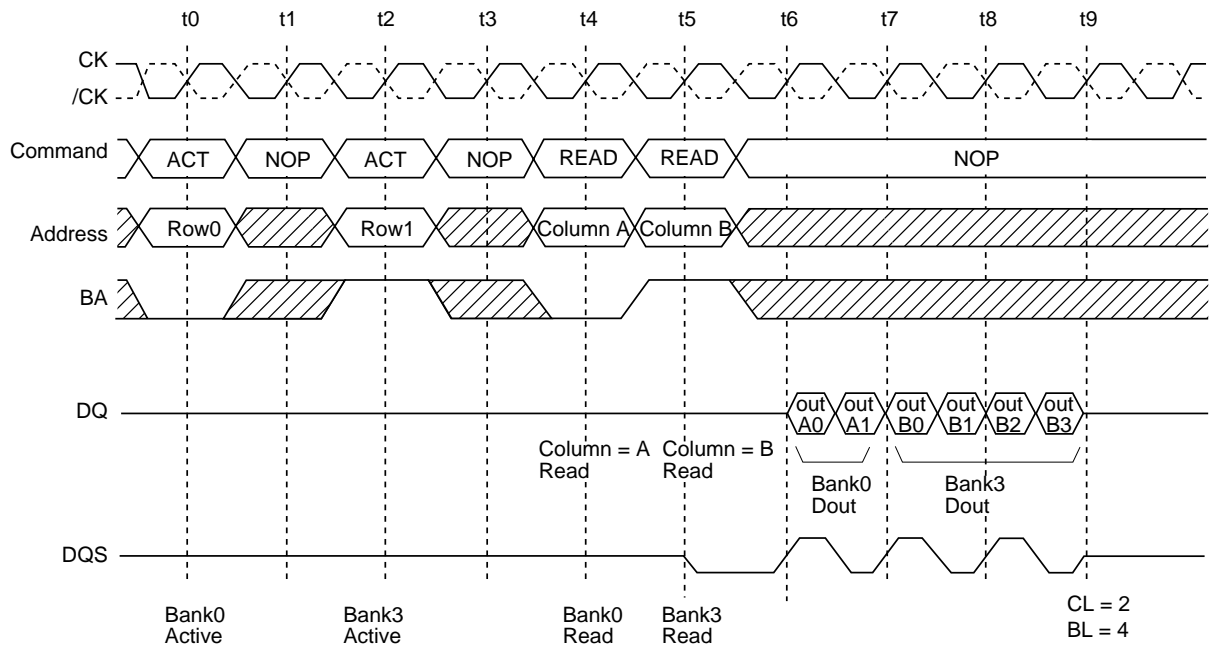 t0 t1 t2 t3 t4 t5 t6 t7 t8 t9
CK
/CK
Command ACT NOP ACT NOP READ READ NOP
Address Row0 Row1 Column A Column B
BA
DQ out out out out out out
A0 A1 B0 B1 B2 B3
Column = A Column = B
Read Read
Bank0 Bank3
Dout Dout
DQS
Bank0 Bank3 Bank0 Bank3
Active Active Read Read
CL = 2
BL = 4